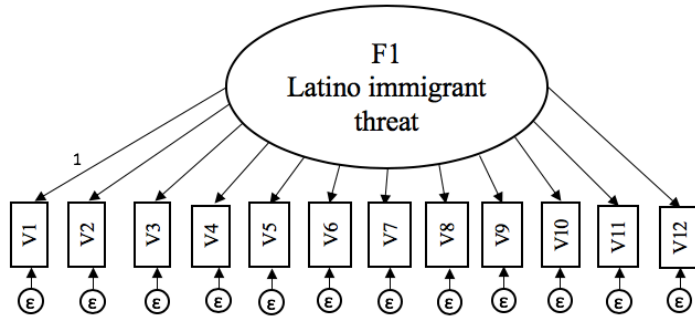 F1
Latino immigrant
threat
1
V1 V2 V3 V4 V5 V6 V7 V8 V9 V10 V11 V12
ε ε ε ε ε ε ε ε ε ε ε ε